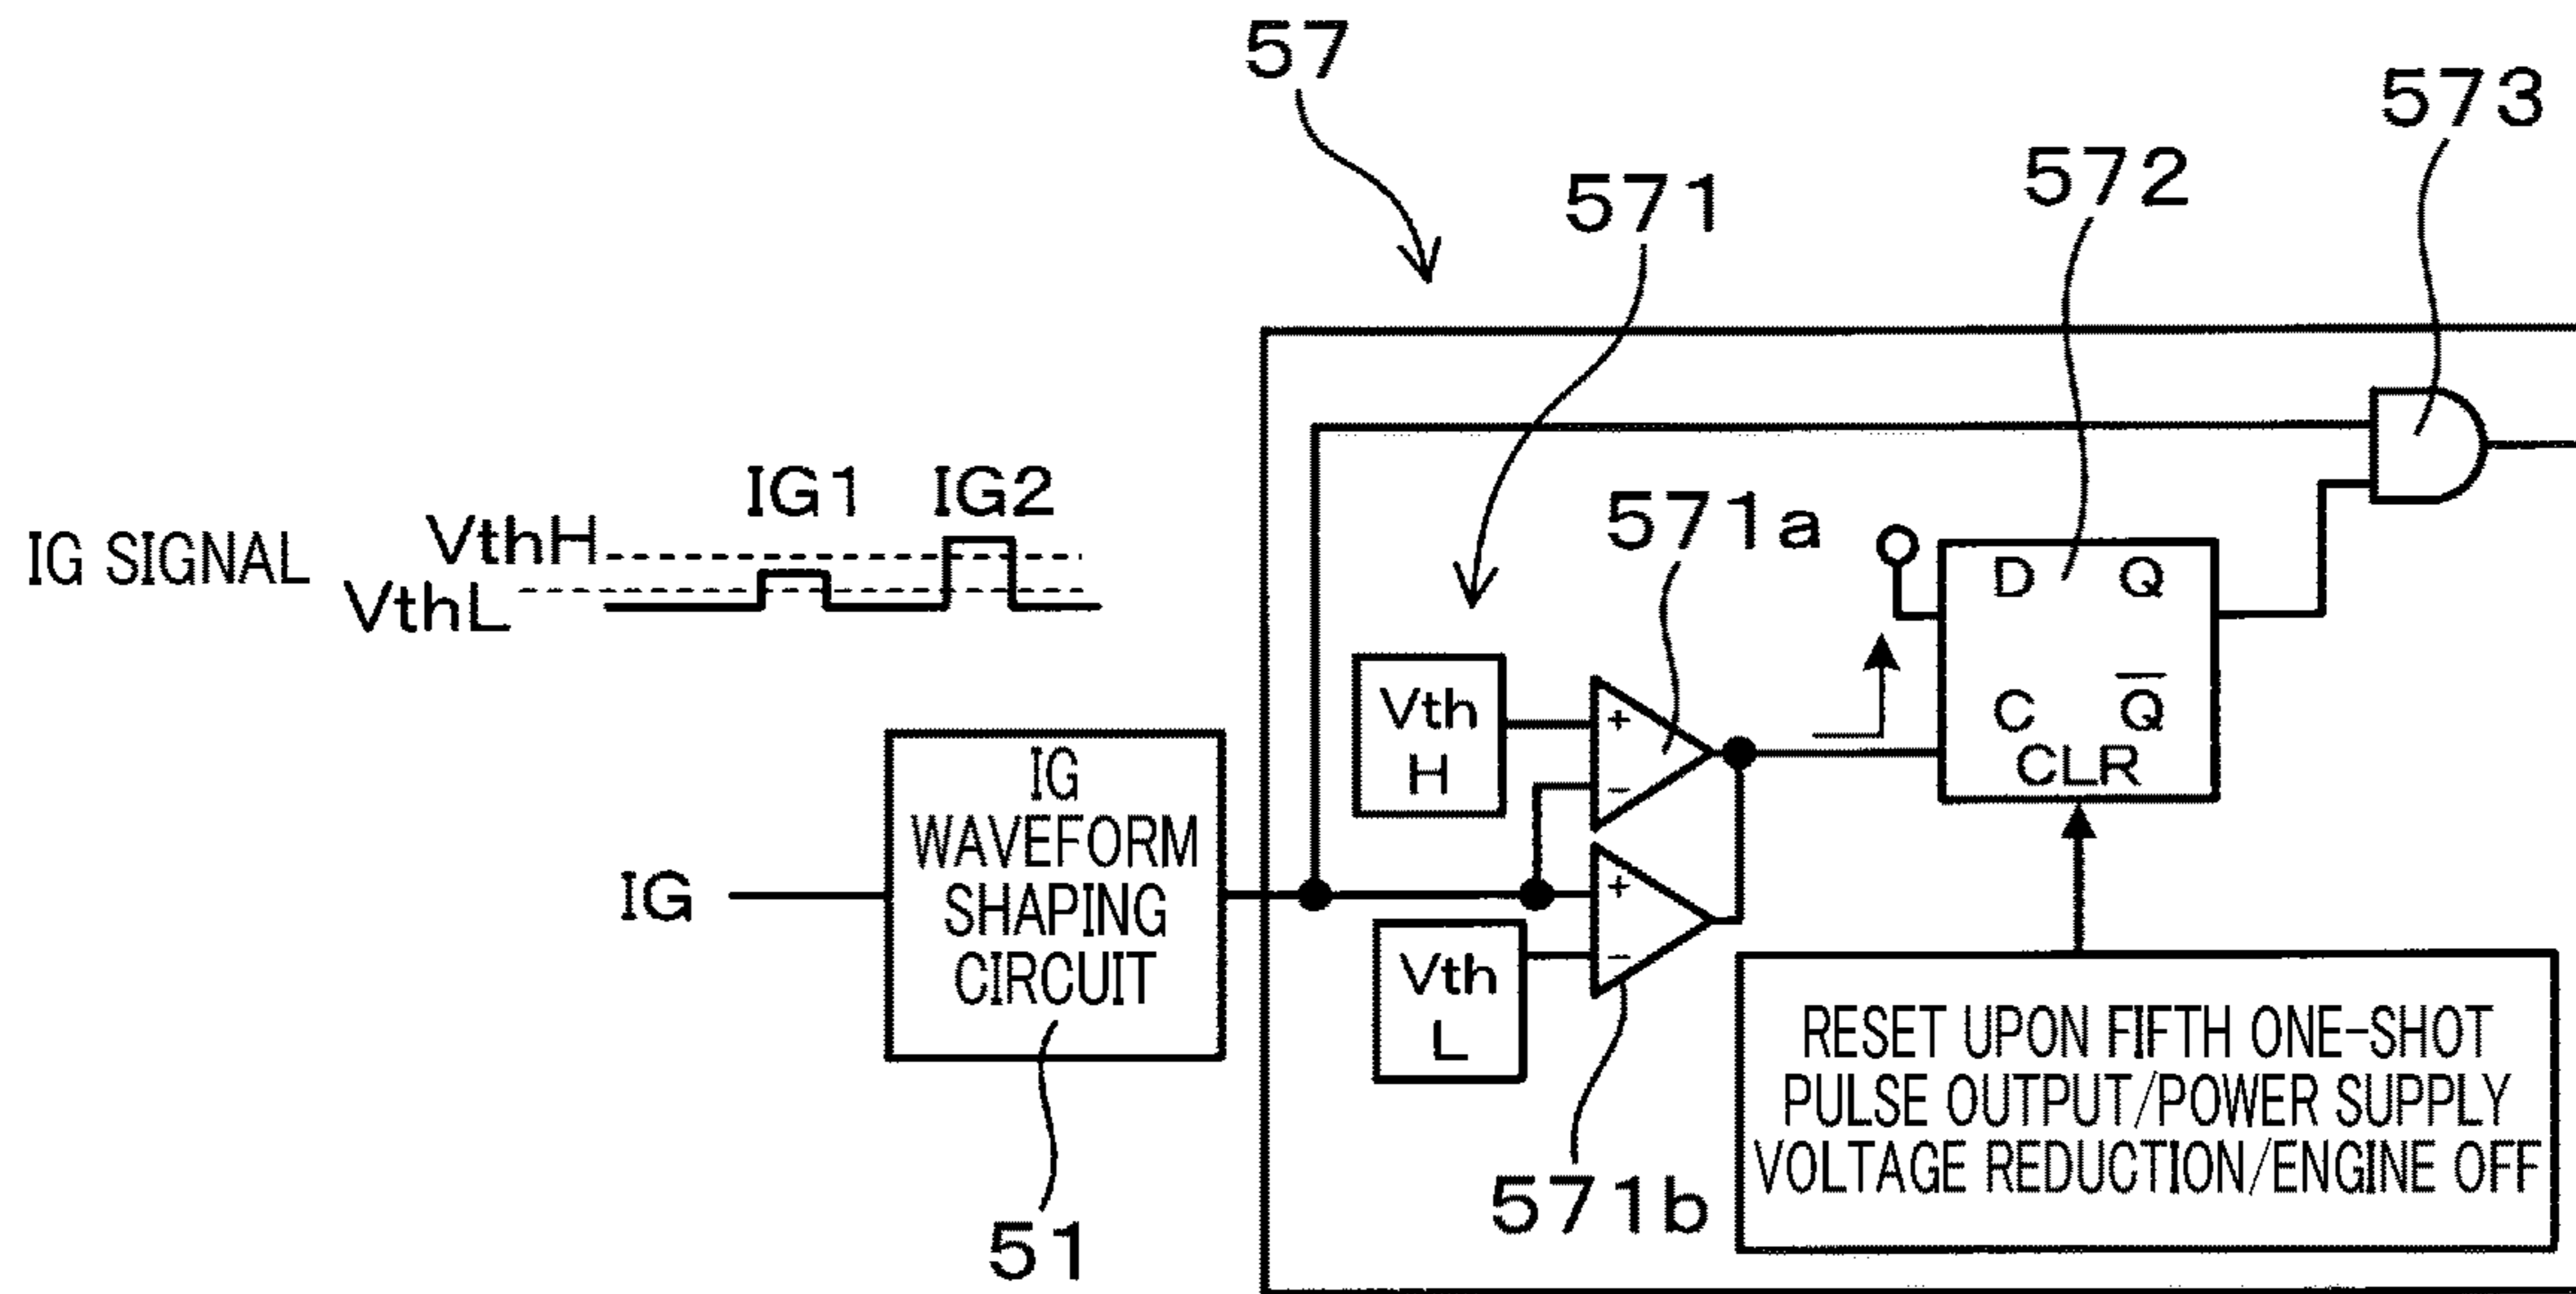 57
573
572
571
IG1 IG2
571a
VthH
IG SIGNAL
VthL
D Q
Vth
H
+
−
C Q̅
CLR
IG
WAVEFORM
SHAPING
CIRCUIT
IG
+
−
Vth
L
RESET UPON FIFTH ONE-SHOT
PULSE OUTPUT/POWER SUPPLY
VOLTAGE REDUCTION/ENGINE OFF
571b
51